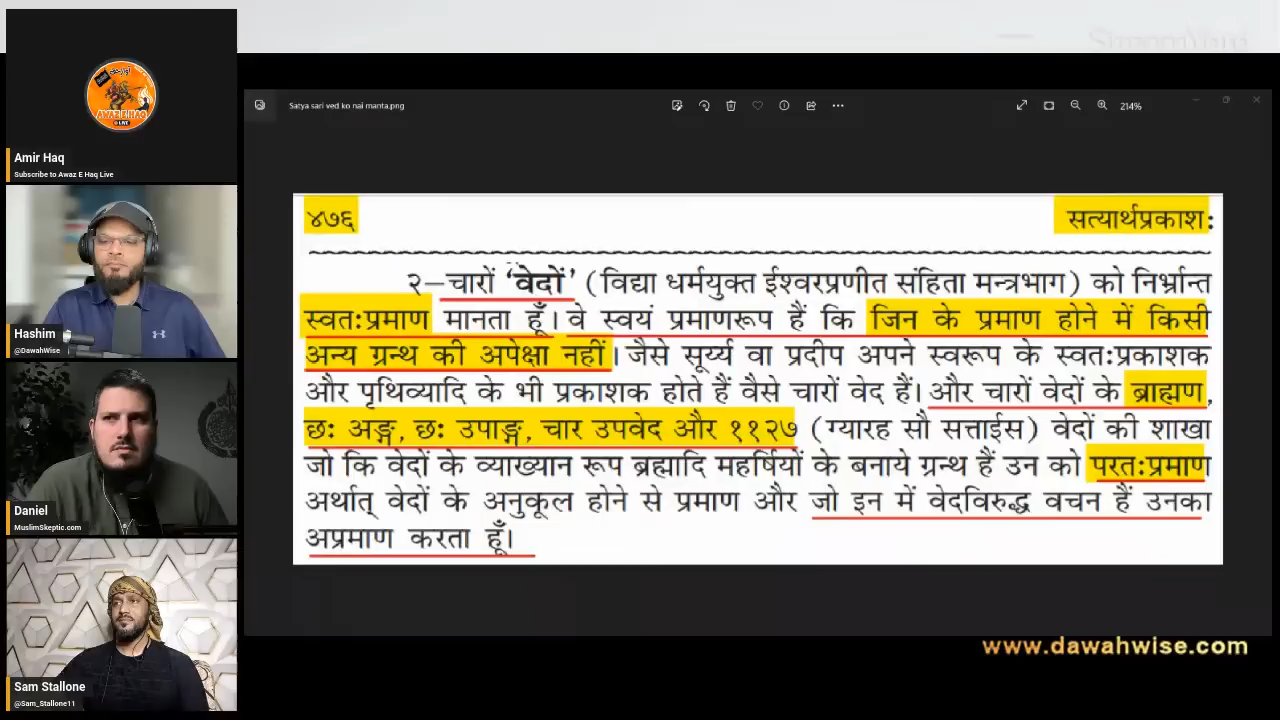 Amir Haq
Subscribe to Awaz E Haq Live
Hashim
@DawahWise
Daniel
MuslimSkeptic.com
Sam Stallone
@Sam_Stallone11
AWAZ E HAQ
LIVE
Satya sari ved ko nai manta.png
214%
४७६ सत्यार्थप्रकाशः
२–चारों ‘वेदों’ (विद्या धर्मयुक्त ईश्वरप्रणीत संहिता मन्त्रभाग) को निर्भ्रान्त
स्वतःप्रमाण मानता हूँ। वे स्वयं प्रमाणरूप हैं कि जिन के प्रमाण होने में किसी
अन्य ग्रन्थ की अपेक्षा नहीं। जैसे सूर्य्य वा प्रदीप अपने स्वरूप के स्वतःप्रकाशक
और पृथिव्यादि के भी प्रकाशक होते हैं वैसे चारों वेद हैं। और चारों वेदों के ब्राह्मण,
छः अङ्ग, छः उपाङ्ग, चार उपवेद और ११२७ (ग्यारह सौ सत्ताईस) वेदों की शाखा
जो कि वेदों के व्याख्यान रूप ब्रह्मादि महर्षियों के बनाये ग्रन्थ हैं उन को परतःप्रमाण
अर्थात् वेदों के अनुकूल होने से प्रमाण और जो इन में वेदविरुद्ध वचन हैं उनका
अप्रमाण करता हूँ।
www.dawahwise.com
StreamYard